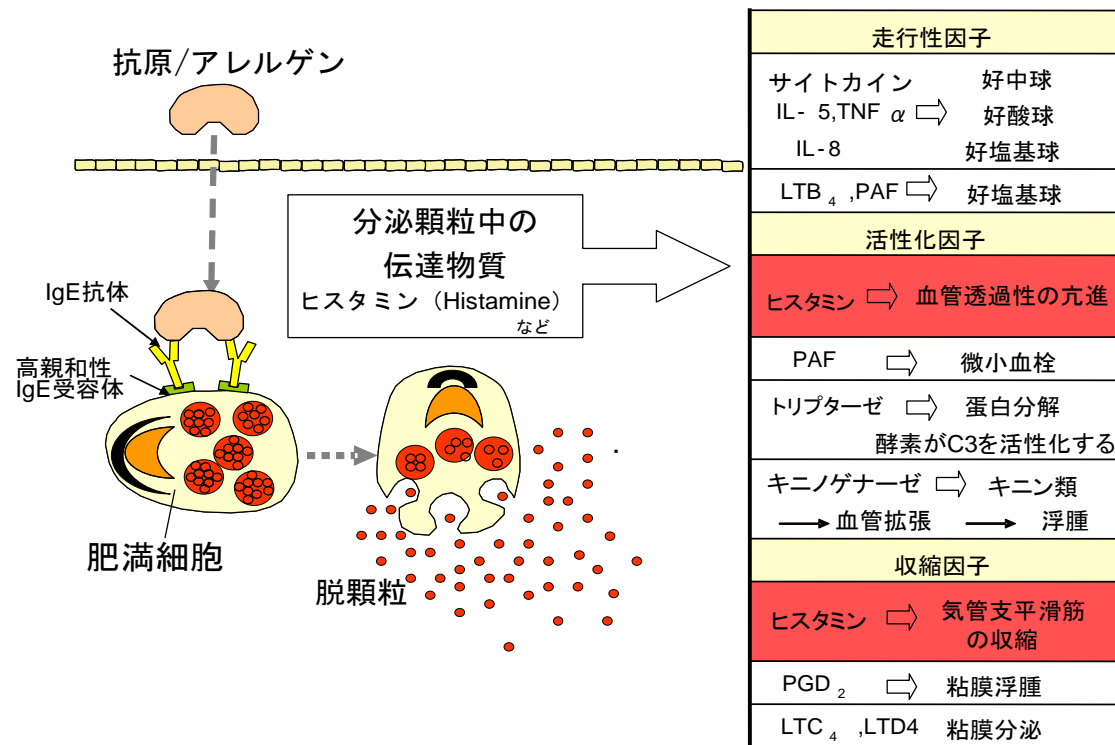 抗原/アレルゲン
IgE抗体
高親和性
IgE受容体
肥満細胞
脱顆粒
分泌顆粒中の
伝達物質
ヒスタミン（Histamine）
など
走行性因子
サイトカイン 好中球
IL- 5,TNF α ⇨ 好酸球
IL-8 好塩基球
LTB₄ ,PAF ⇨ 好塩基球
活性化因子
ヒスタミン ⇨ 血管透過性の亢進
PAF ⇨ 微小血栓
トリプターゼ ⇨ 蛋白分解
酵素がC3を活性化する
キニノゲナーゼ ⇨ キニン類
→ 血管拡張 → 浮腫
収縮因子
ヒスタミン ⇨ 気管支平滑筋
の収縮
PGD₂ ⇨ 粘膜浮腫
LTC₄ ,LTD4 粘膜分泌